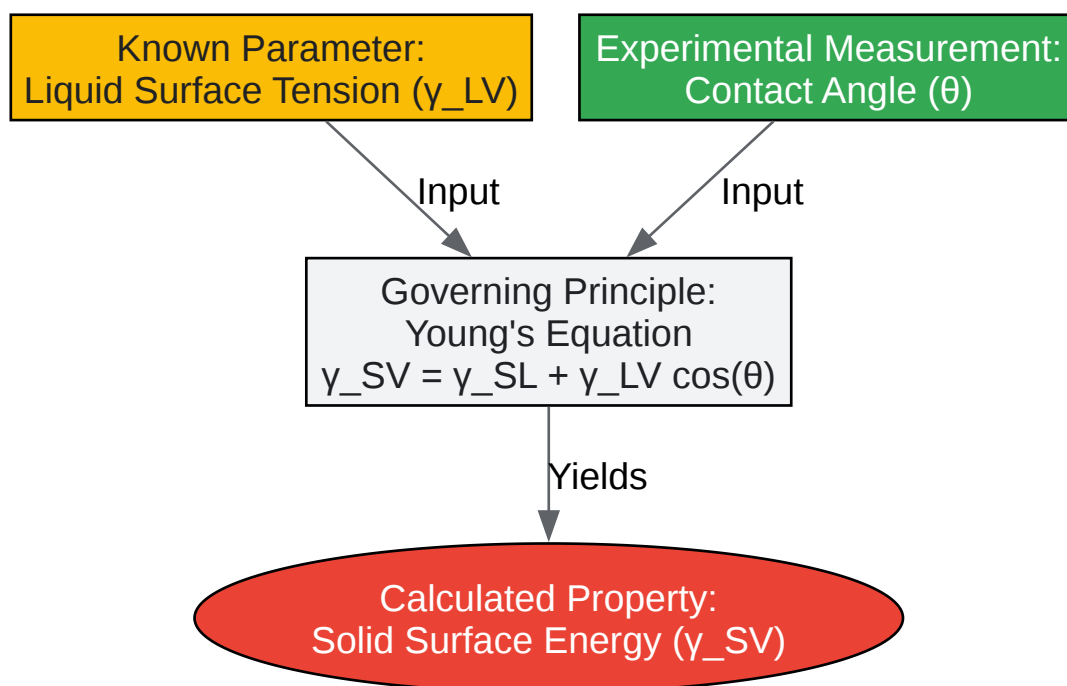 Known Parameter:
Liquid Surface Tension (γ_LV)
Experimental Measurement:
Contact Angle (θ)
Input
Input
Governing Principle:
Young's Equation
γ_SV = γ_SL + γ_LV cos(θ)
Yields
Calculated Property:
Solid Surface Energy (γ_SV)